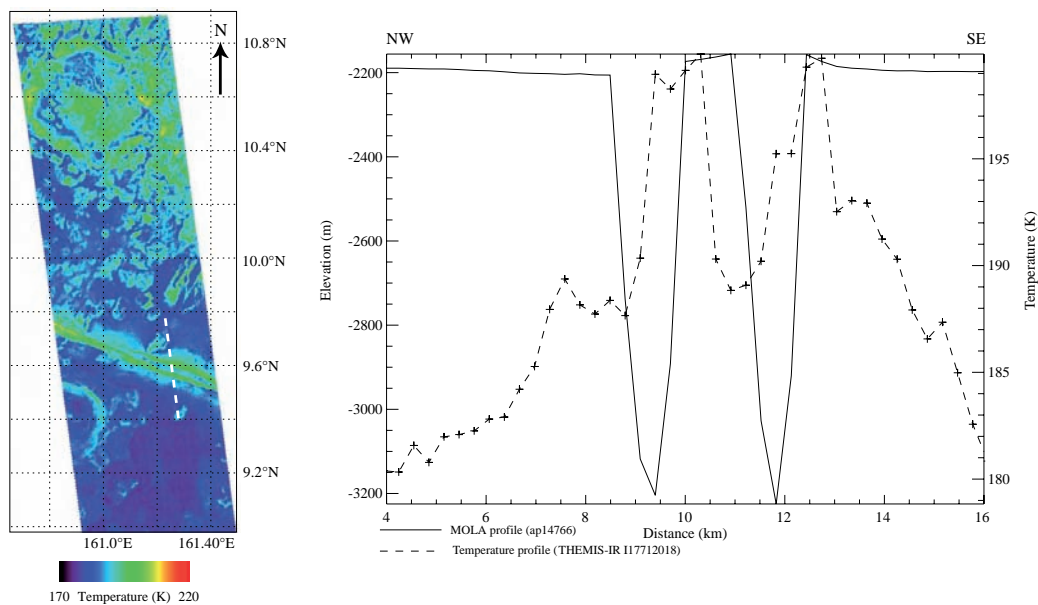 N
10.8°N
10.4°N
10.0°N
9.6°N
9.2°N
161.0°E 161.40°E
170 Temperature (K) 220
NW SE
-2200
-2400
-2600
-2800
-3000
-3200
Elevation (m)
195
190
185
180
Temperature (K)
4 6 8 10 12 14 16
Distance (km)
MOLA profile (ap14766)
Temperature profile (THEMIS-IR I17712018)